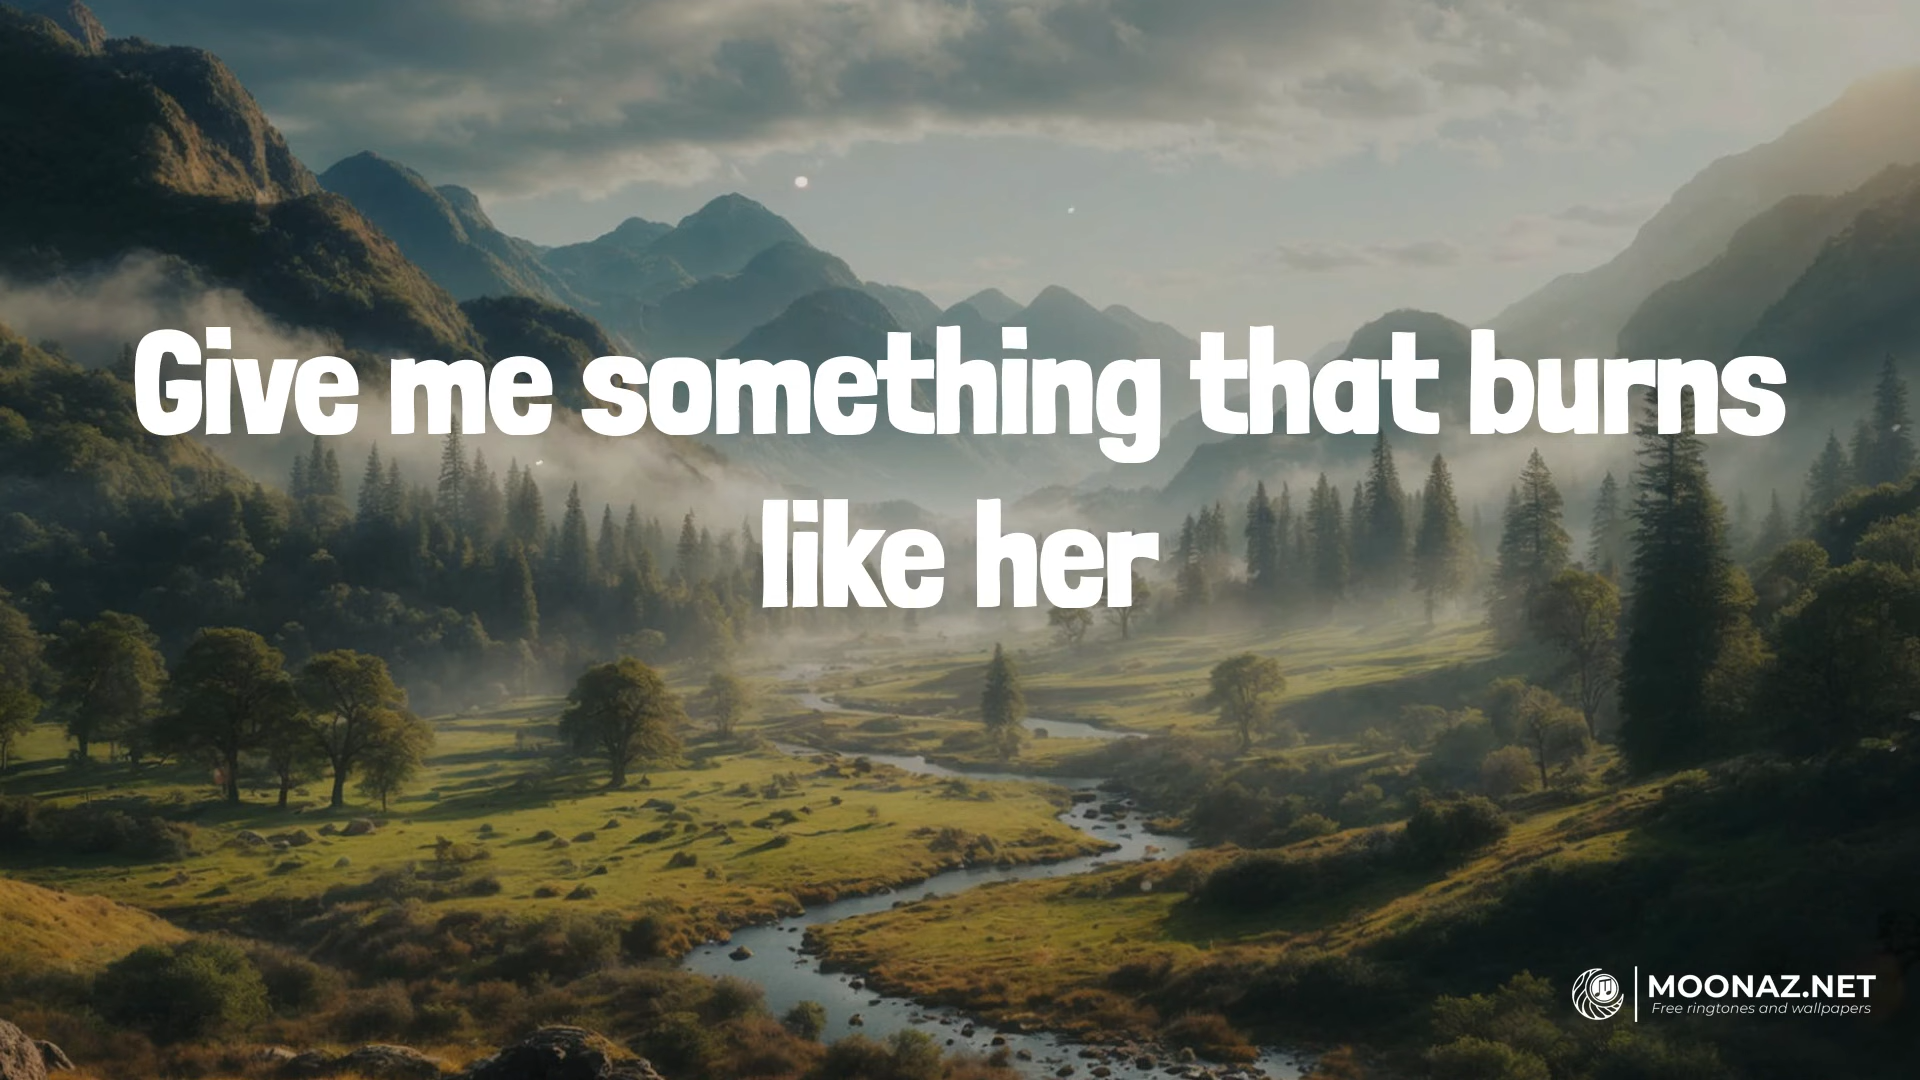 Give me something that burns
like her
MOONAZ.NET
Free ringtones and wallpapers